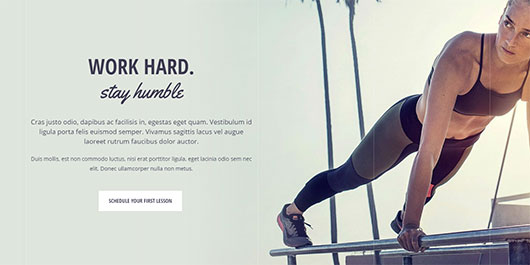 WORK HARD.
stay humble
Cras justo odio, dapibus ac facilisis in, egestas eget quam. Vestibulum id
ligula porta felis euismod semper. Vivamus sagittis lacus vel augue
laoreet rutrum faucibus dolor auctor.
Duis mollis, est non commodo luctus, nisi erat porttitor ligula, eget lacinia odio sem nec
elit. Donec ullamcorper nulla non metus.
SCHEDULE YOUR FIRST LESSON